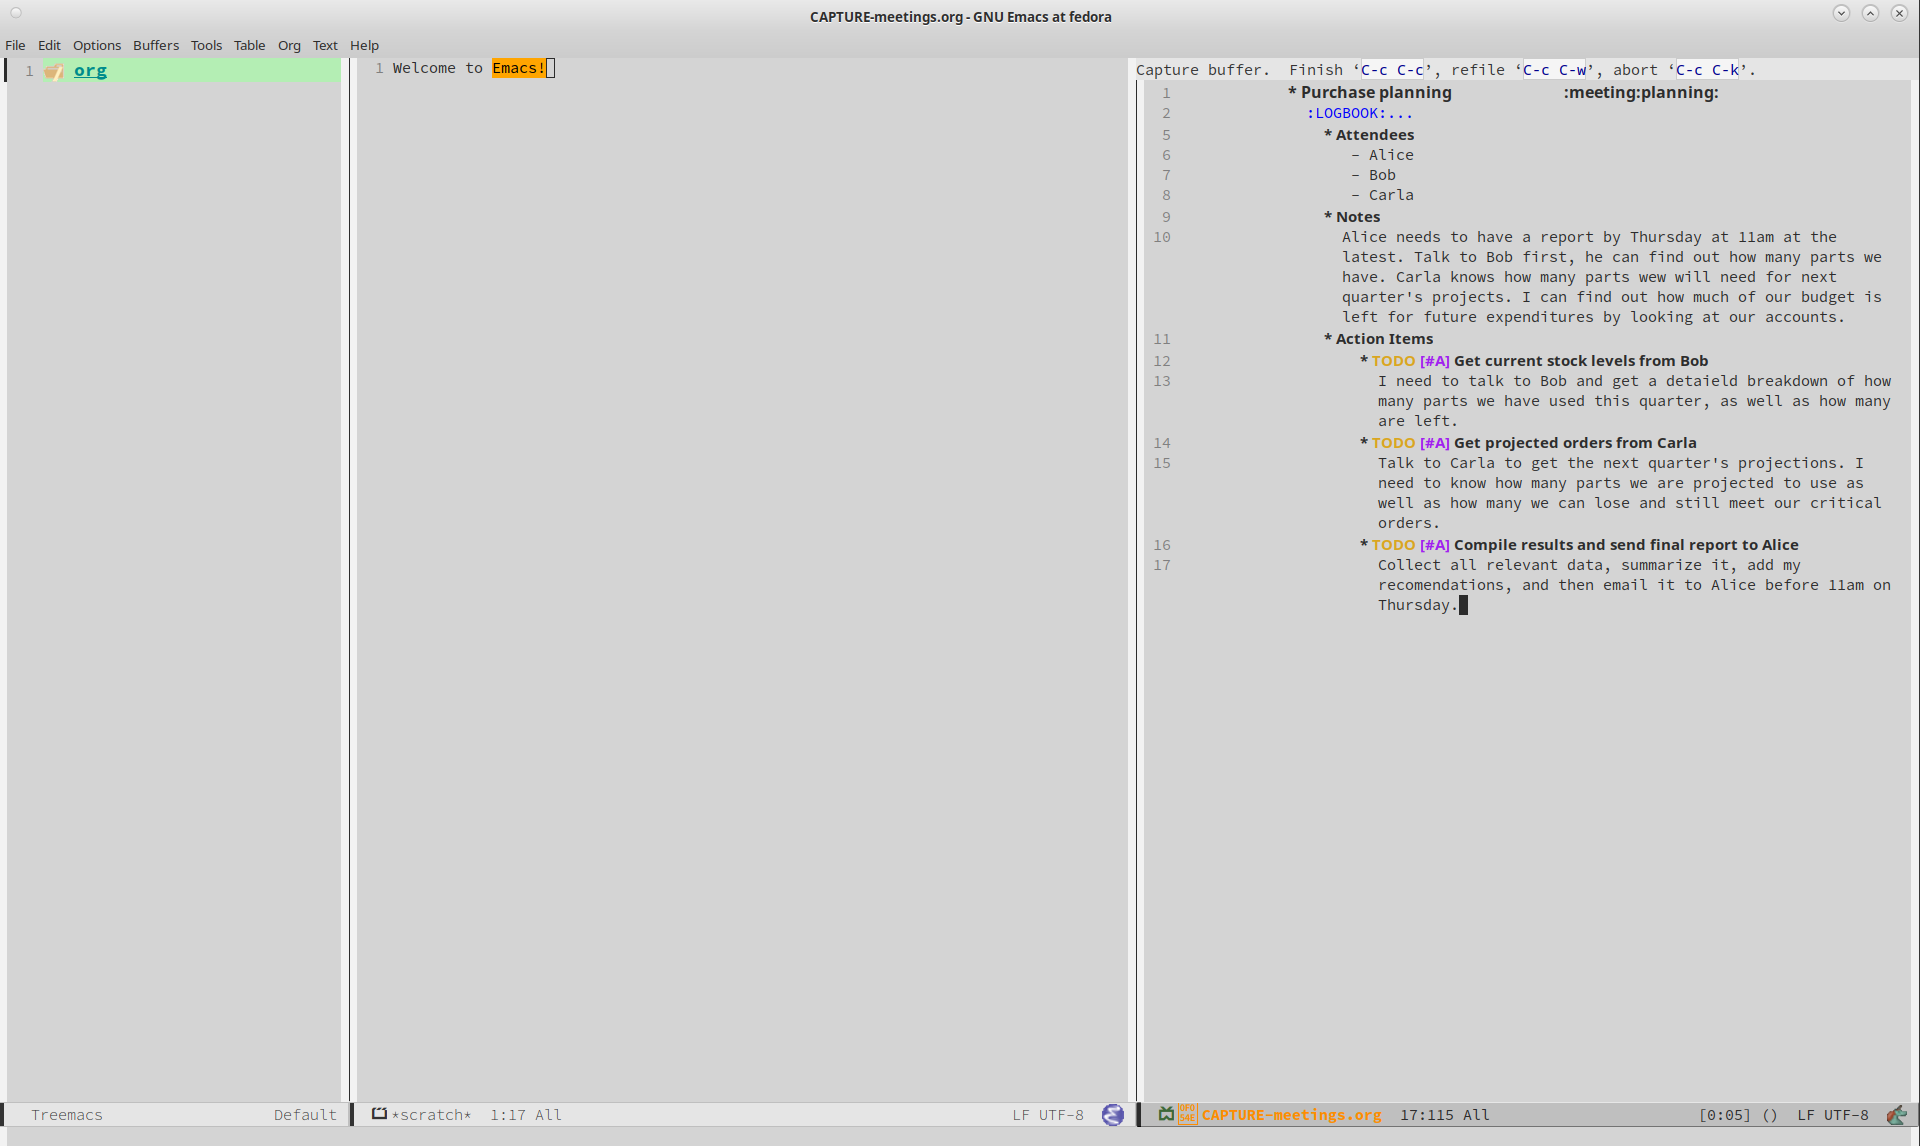 CAPTURE-meetings.org - GNU Emacs at fedora
File Edit Options Buffers Tools Table Org Text Help
1 org
1 Welcome to Emacs!
Capture buffer.  Finish ‘C-c C-c’, refile ‘C-c C-w’, abort ‘C-c C-k’.
1 * Purchase planning :meeting:planning:
2 :LOGBOOK:...
5 * Attendees
6 – Alice
7 – Bob
8 – Carla
9 * Notes
10 Alice needs to have a report by Thursday at 11am at the
latest. Talk to Bob first, he can find out how many parts we
have. Carla knows how many parts wew will need for next
quarter's projects. I can find out how much of our budget is
left for future expenditures by looking at our accounts.
11 * Action Items
12 * TODO [#A] Get current stock levels from Bob
13 I need to talk to Bob and get a detaield breakdown of how
many parts we have used this quarter, as well as how many
are left.
14 * TODO [#A] Get projected orders from Carla
15 Talk to Carla to get the next quarter's projections. I
need to know how many parts we are projected to use as
well as how many we can lose and still meet our critical
orders.
16 * TODO [#A] Compile results and send final report to Alice
17 Collect all relevant data, summarize it, add my
recomendations, and then email it to Alice before 11am on
Thursday.
Treemacs Default
*scratch* 1:17 All LF UTF-8
0F0
54E
CAPTURE-meetings.org 17:115 All [0:05] () LF UTF-8